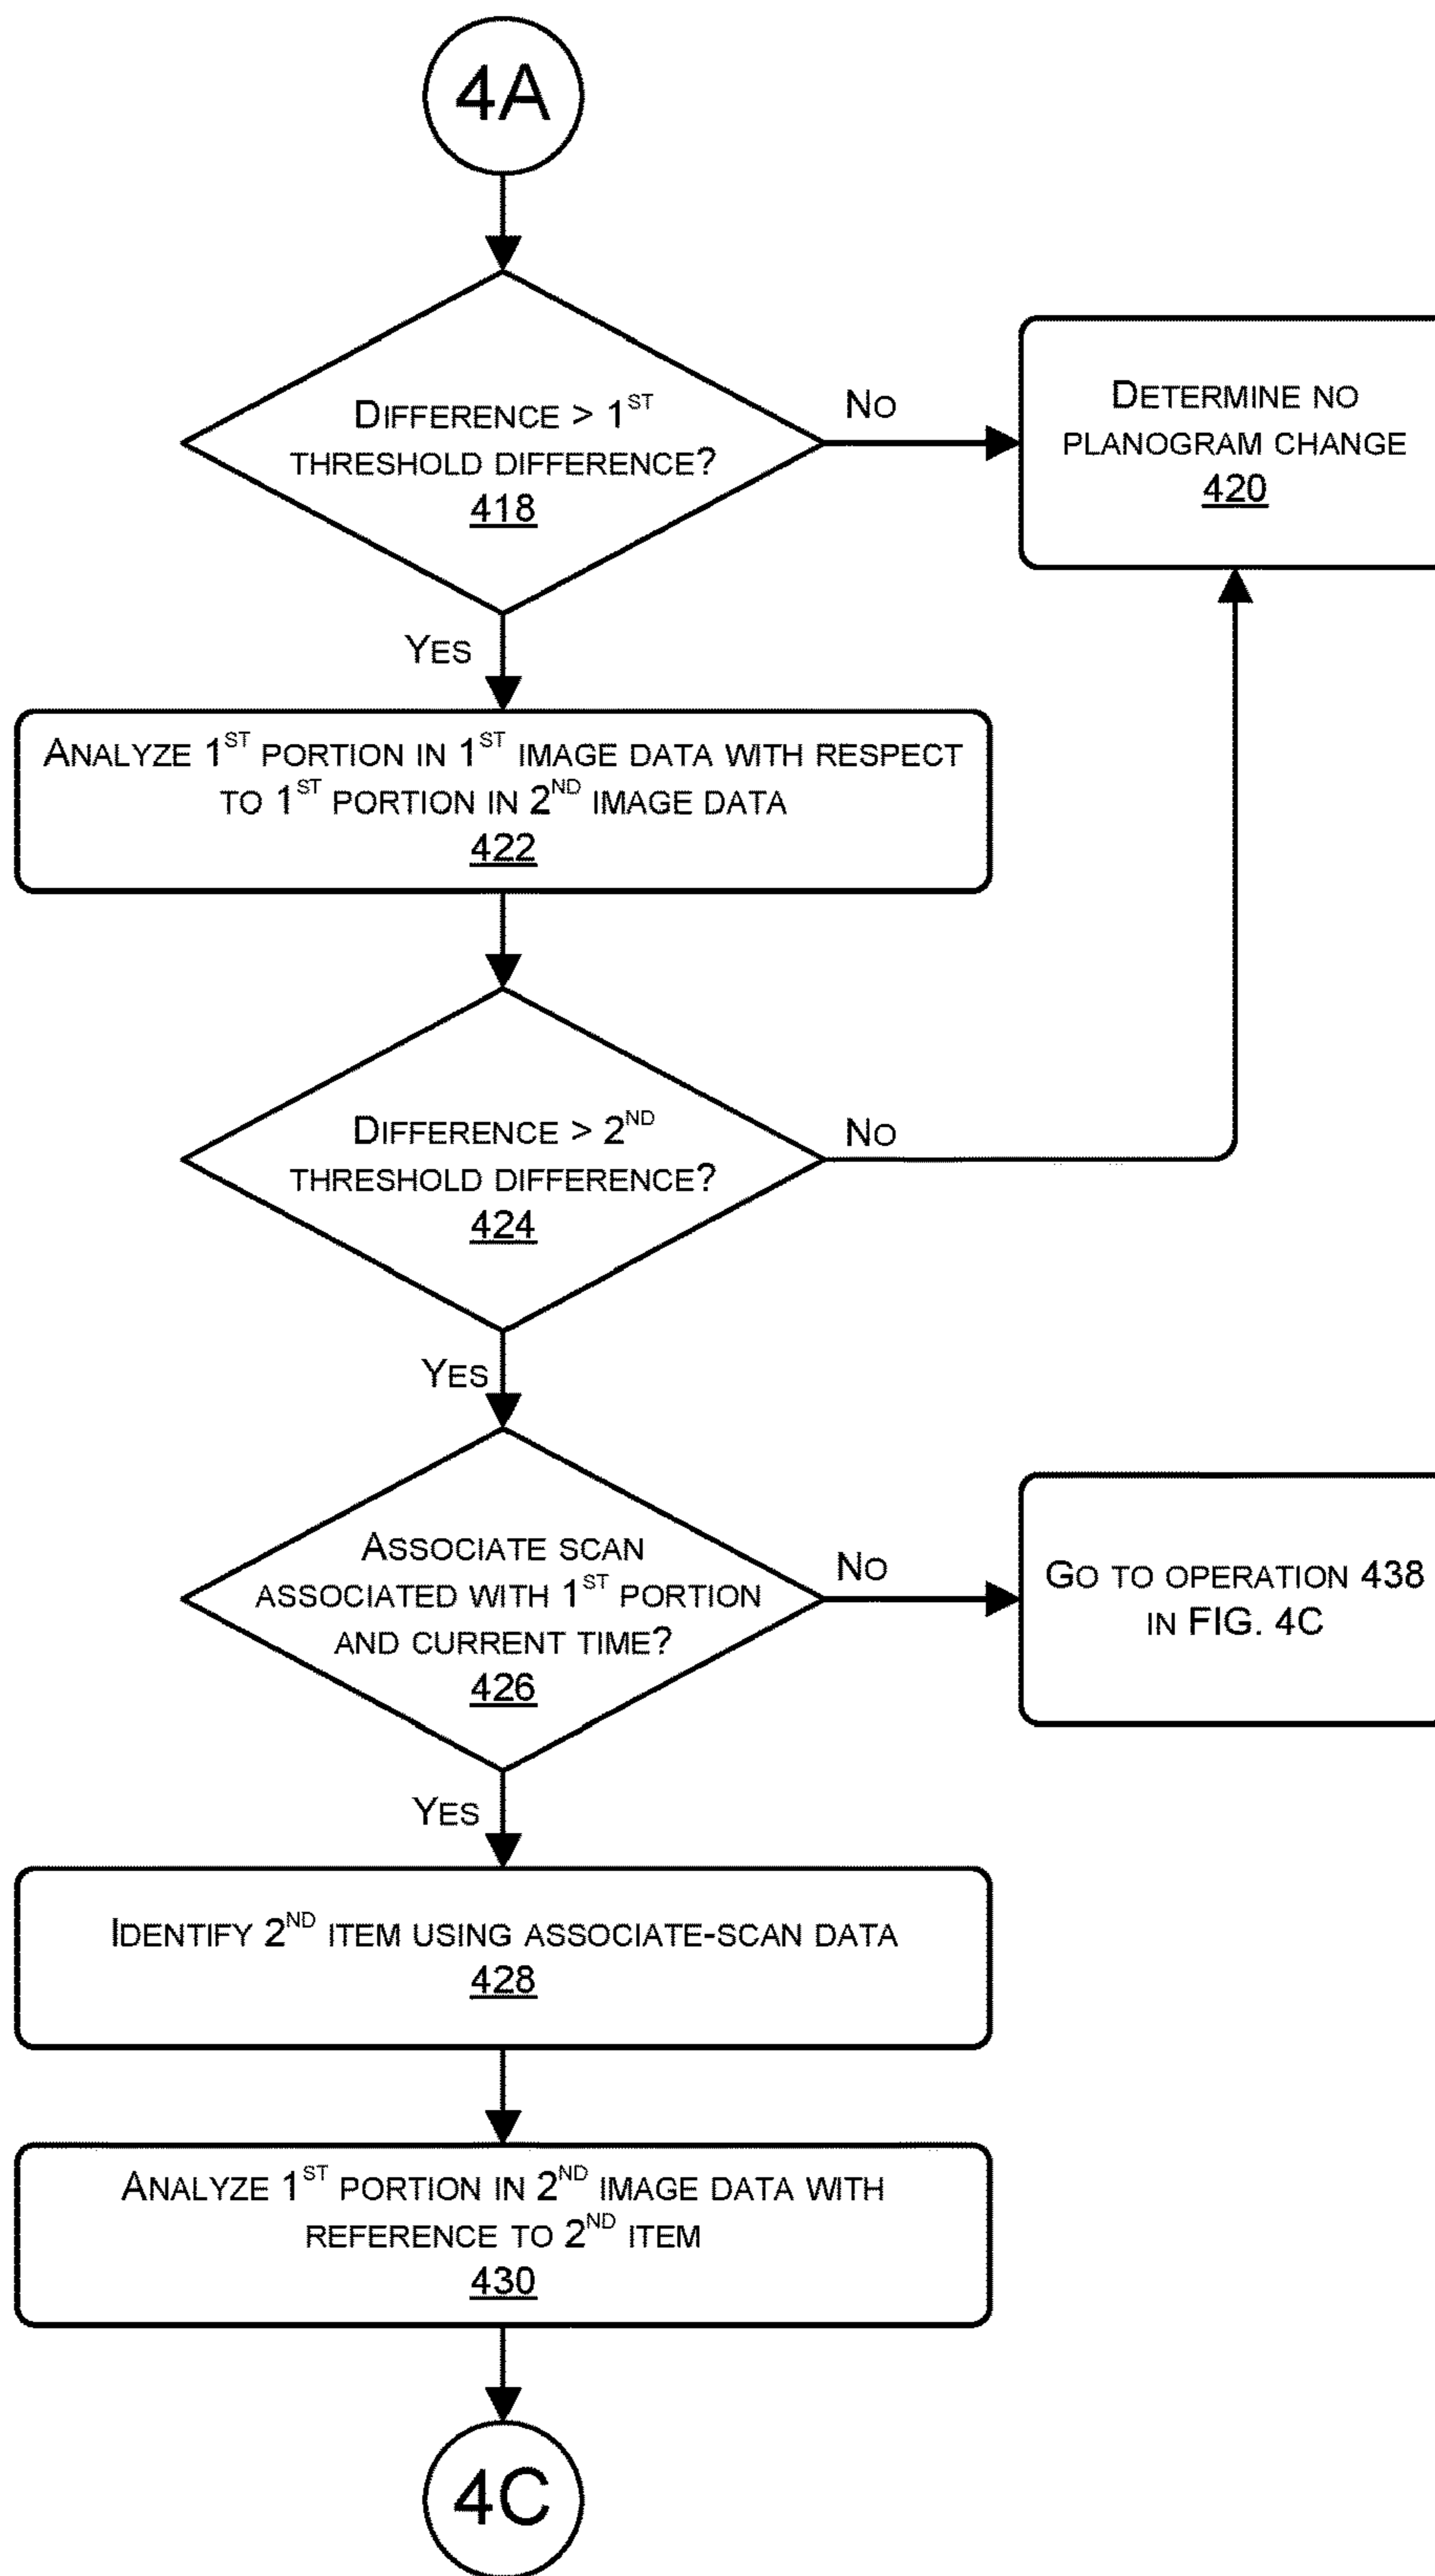 4A
DIFFERENCE > 1ST
THRESHOLD DIFFERENCE?
418
NO
DETERMINE NO
PLANOGRAM CHANGE
420
YES
ANALYZE 1ST PORTION IN 1ST IMAGE DATA WITH RESPECT
TO 1ST PORTION IN 2ND IMAGE DATA
422
DIFFERENCE > 2ND
THRESHOLD DIFFERENCE?
424
NO
YES
ASSOCIATE SCAN
ASSOCIATED WITH 1ST PORTION
AND CURRENT TIME?
426
NO
GO TO OPERATION 438
IN FIG. 4C
YES
IDENTIFY 2ND ITEM USING ASSOCIATE-SCAN DATA
428
ANALYZE 1ST PORTION IN 2ND IMAGE DATA WITH
REFERENCE TO 2ND ITEM
430
4C